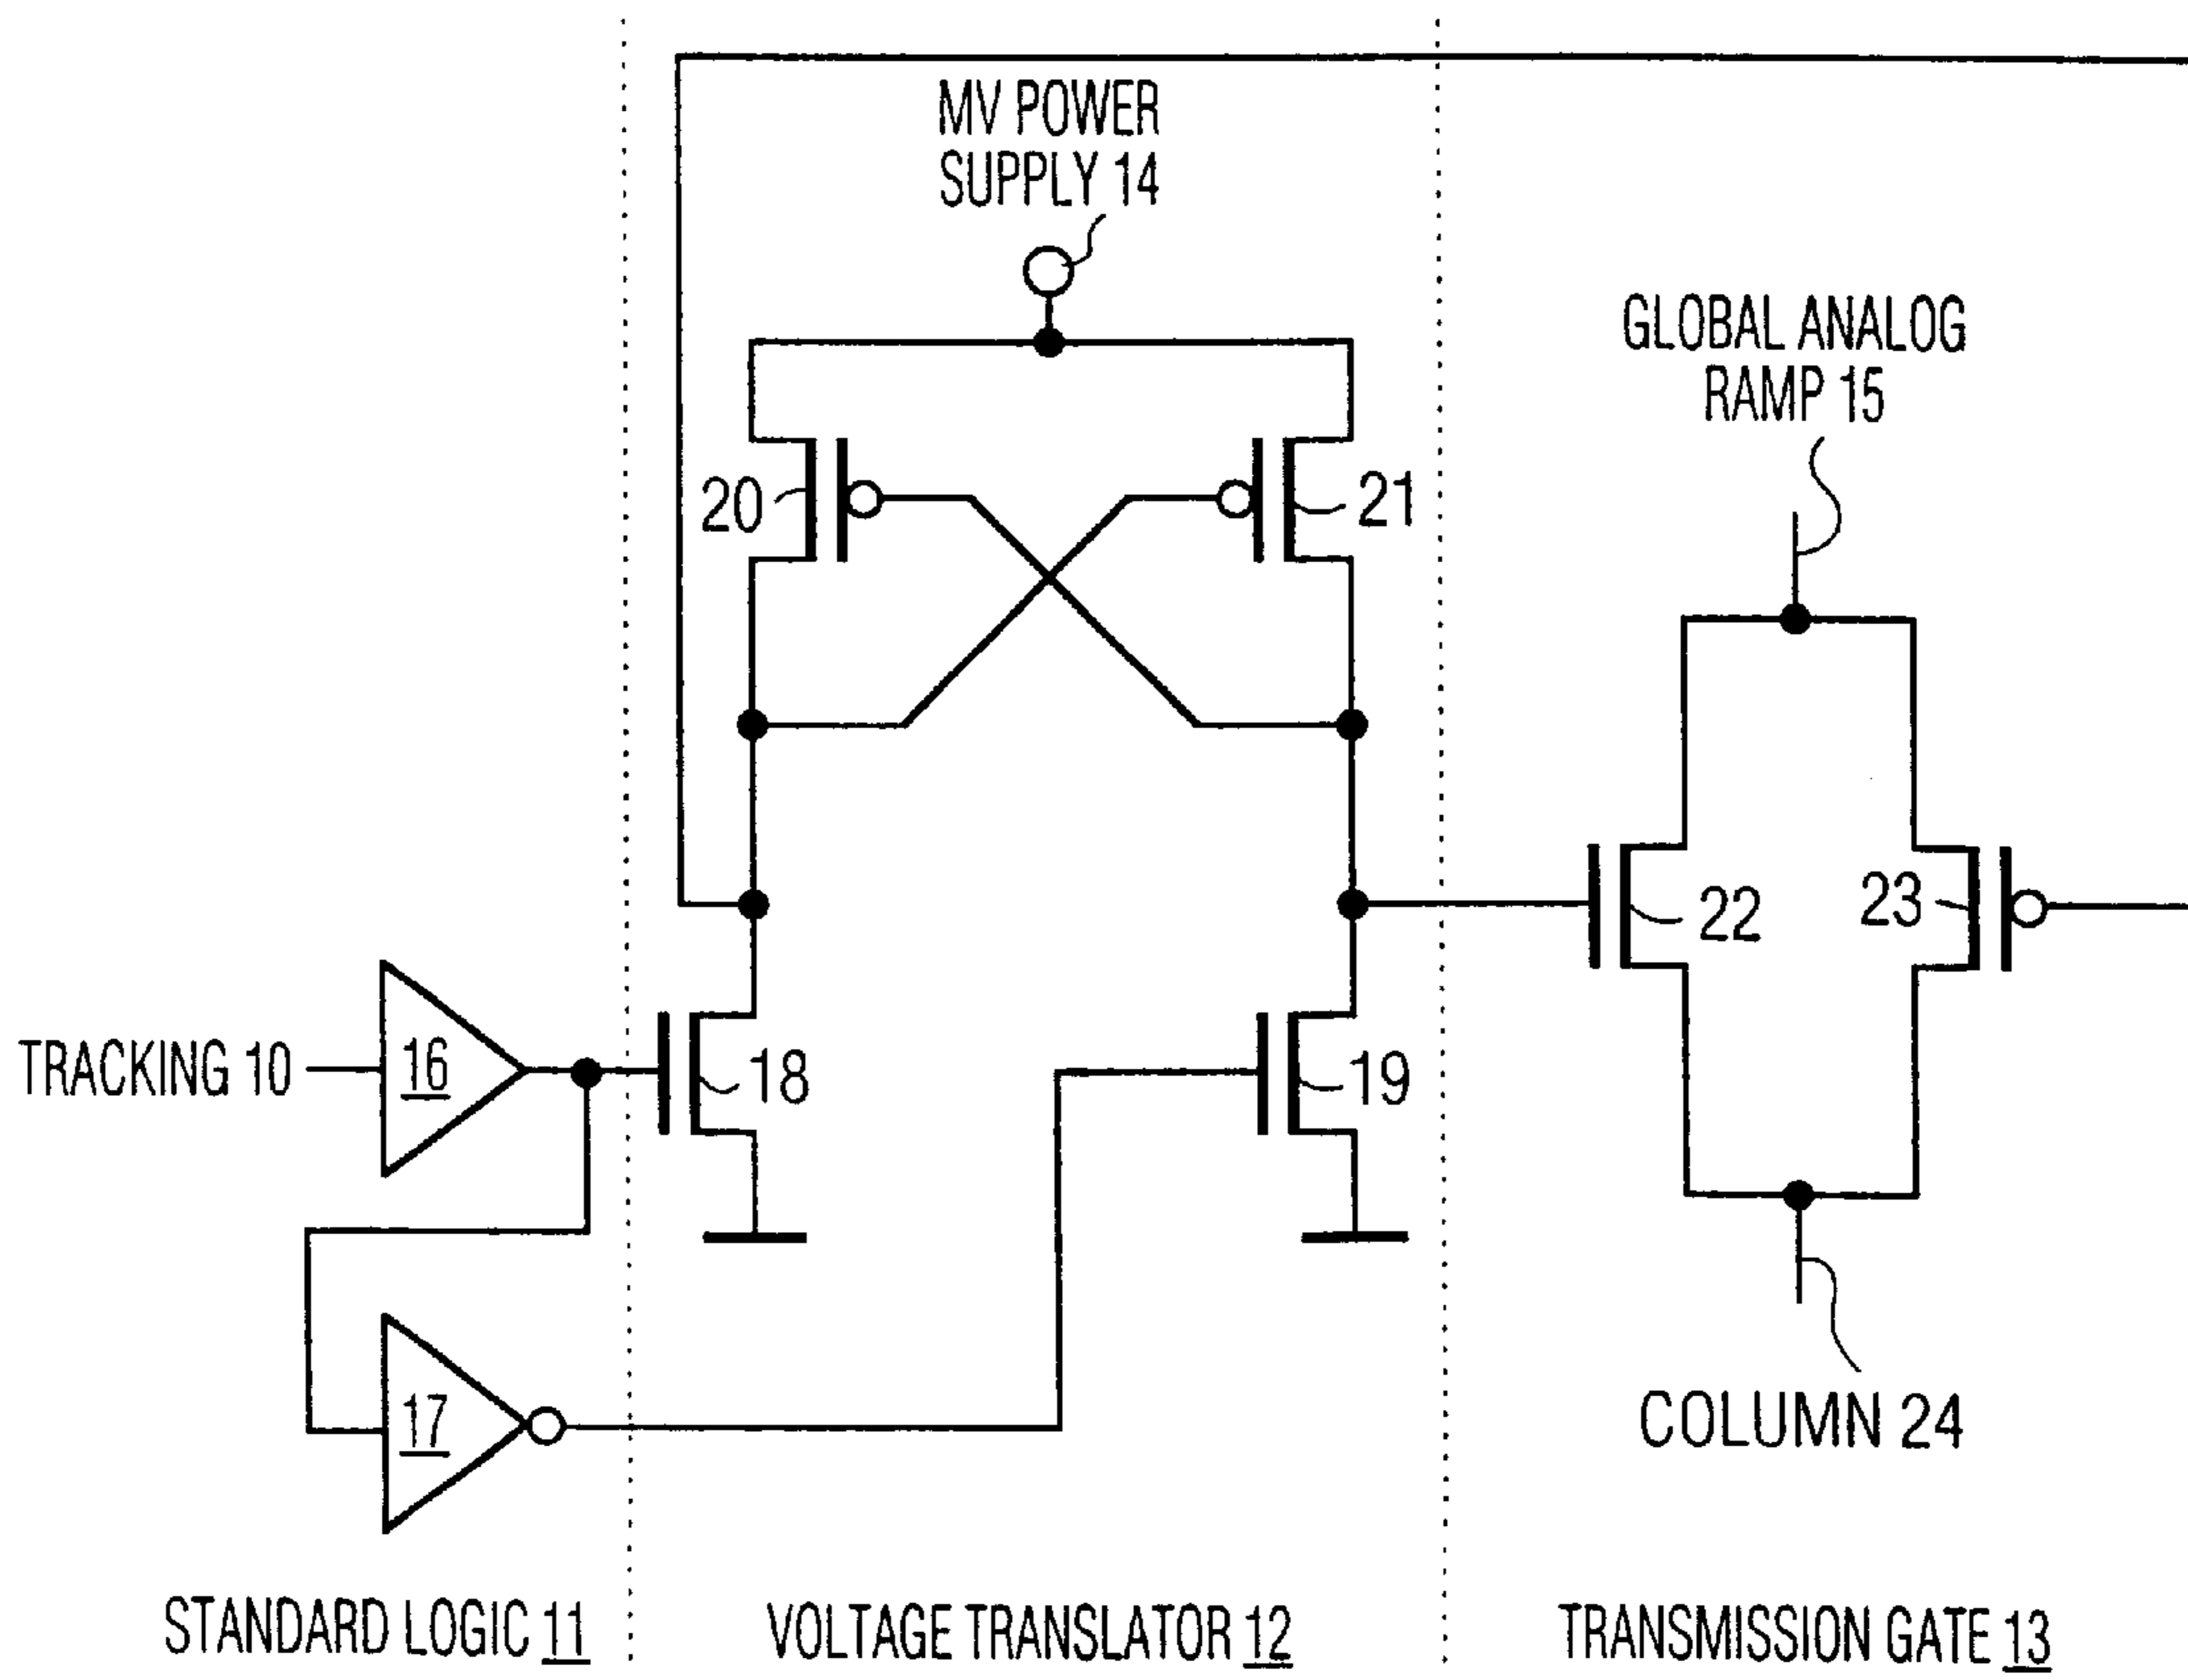 MV POWER
SUPPLY 14
GLOBAL ANALOG
RAMP 15
20
21
22
23
TRACKING 10
16
18
19
17
COLUMN 24
STANDARD LOGIC 11
VOLTAGE TRANSLATOR 12
TRANSMISSION GATE 13